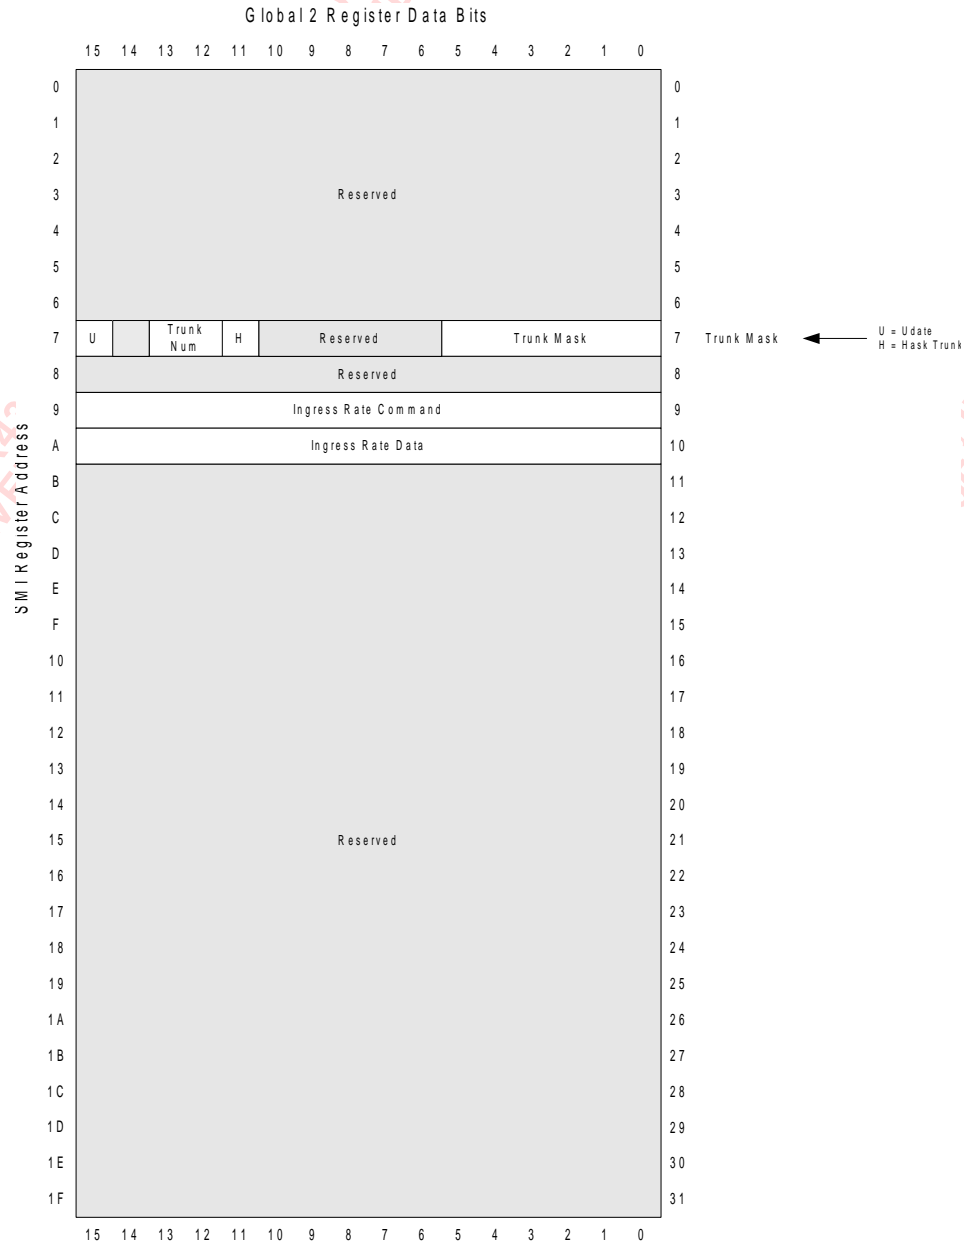 Global 2 Register Data Bits
15 14 13 12 11 10 9 8 7 6 5 4 3 2 1 0
0 0
1 1
2 2
3 Reserved 3
4 4
5 5
6 6
7 U Trunk Num H Reserved Trunk Mask 7 Trunk Mask U = Udate
H = Hask Trunk
8 Reserved 8
9 Ingress Rate Command 9
A Ingress Rate Data 10
B 11
C 12
D 13
E 14
F 15
10 16
11 17
12 18
13 19
14 20
15 Reserved 21
16 22
17 23
18 24
19 25
1A 26
1B 27
1C 28
1D 29
1E 30
1F 31
15 14 13 12 11 10 9 8 7 6 5 4 3 2 1 0
SMI Register Address